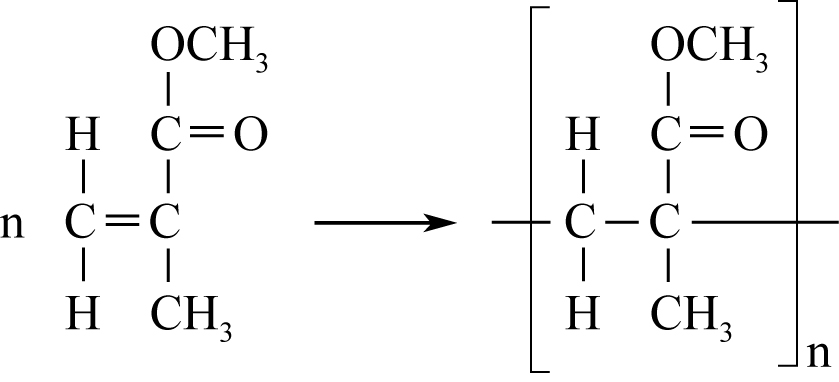 OCH₃ OCH₃
H C=O H C=O
n C=C C–C
H CH₃ H CH₃
n